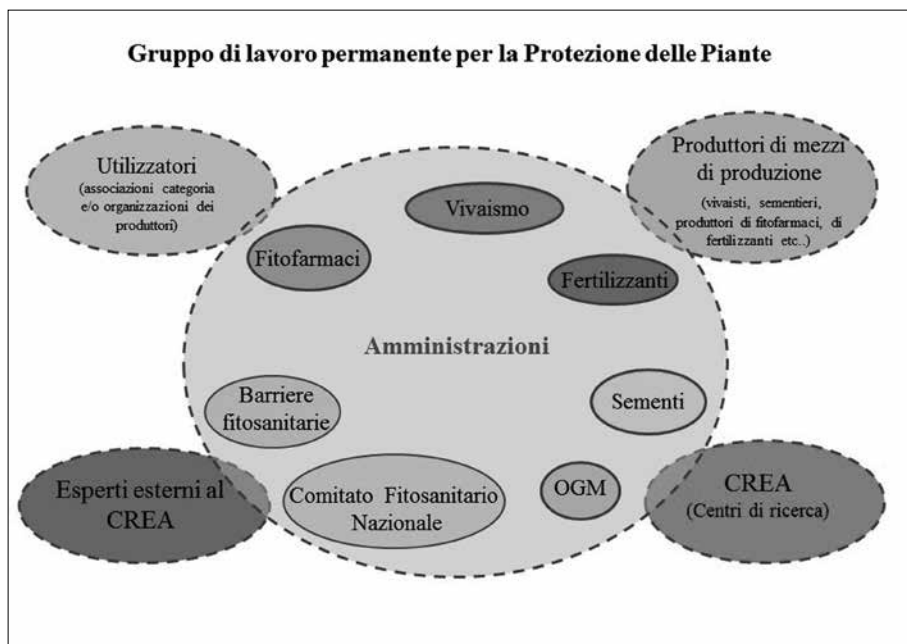 Gruppo di lavoro permanente per la Protezione delle Piante
Utilizzatori
(associazioni categoria
e/o organizzazioni dei
produttori)
Produttori di mezzi
di produzione
(vivaisti, sementieri,
produttori di fitofarmaci, di
fertilizzanti etc..)
Vivaismo
Fitofarmaci
Fertilizzanti
Amministrazioni
Barriere
fitosanitarie
Sementi
Esperti esterni al
CREA
Comitato Fitosanitario
Nazionale
OGM
CREA
(Centri di ricerca)